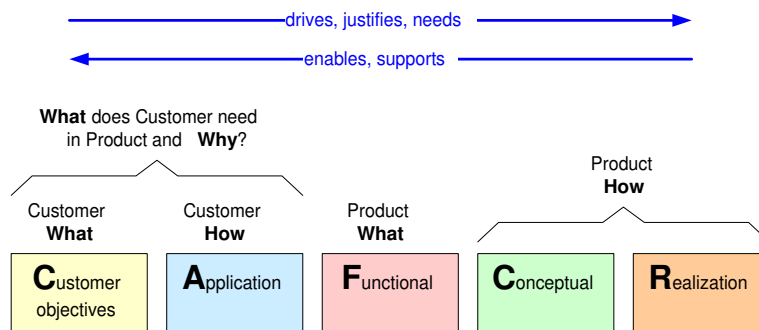 drives, justifies, needs
enables, supports
What does Customer need
in Product and Why?
Product
How
Customer
What
Customer
How
Product
What
Customer
objectives
Application
Functional
Conceptual
Realization